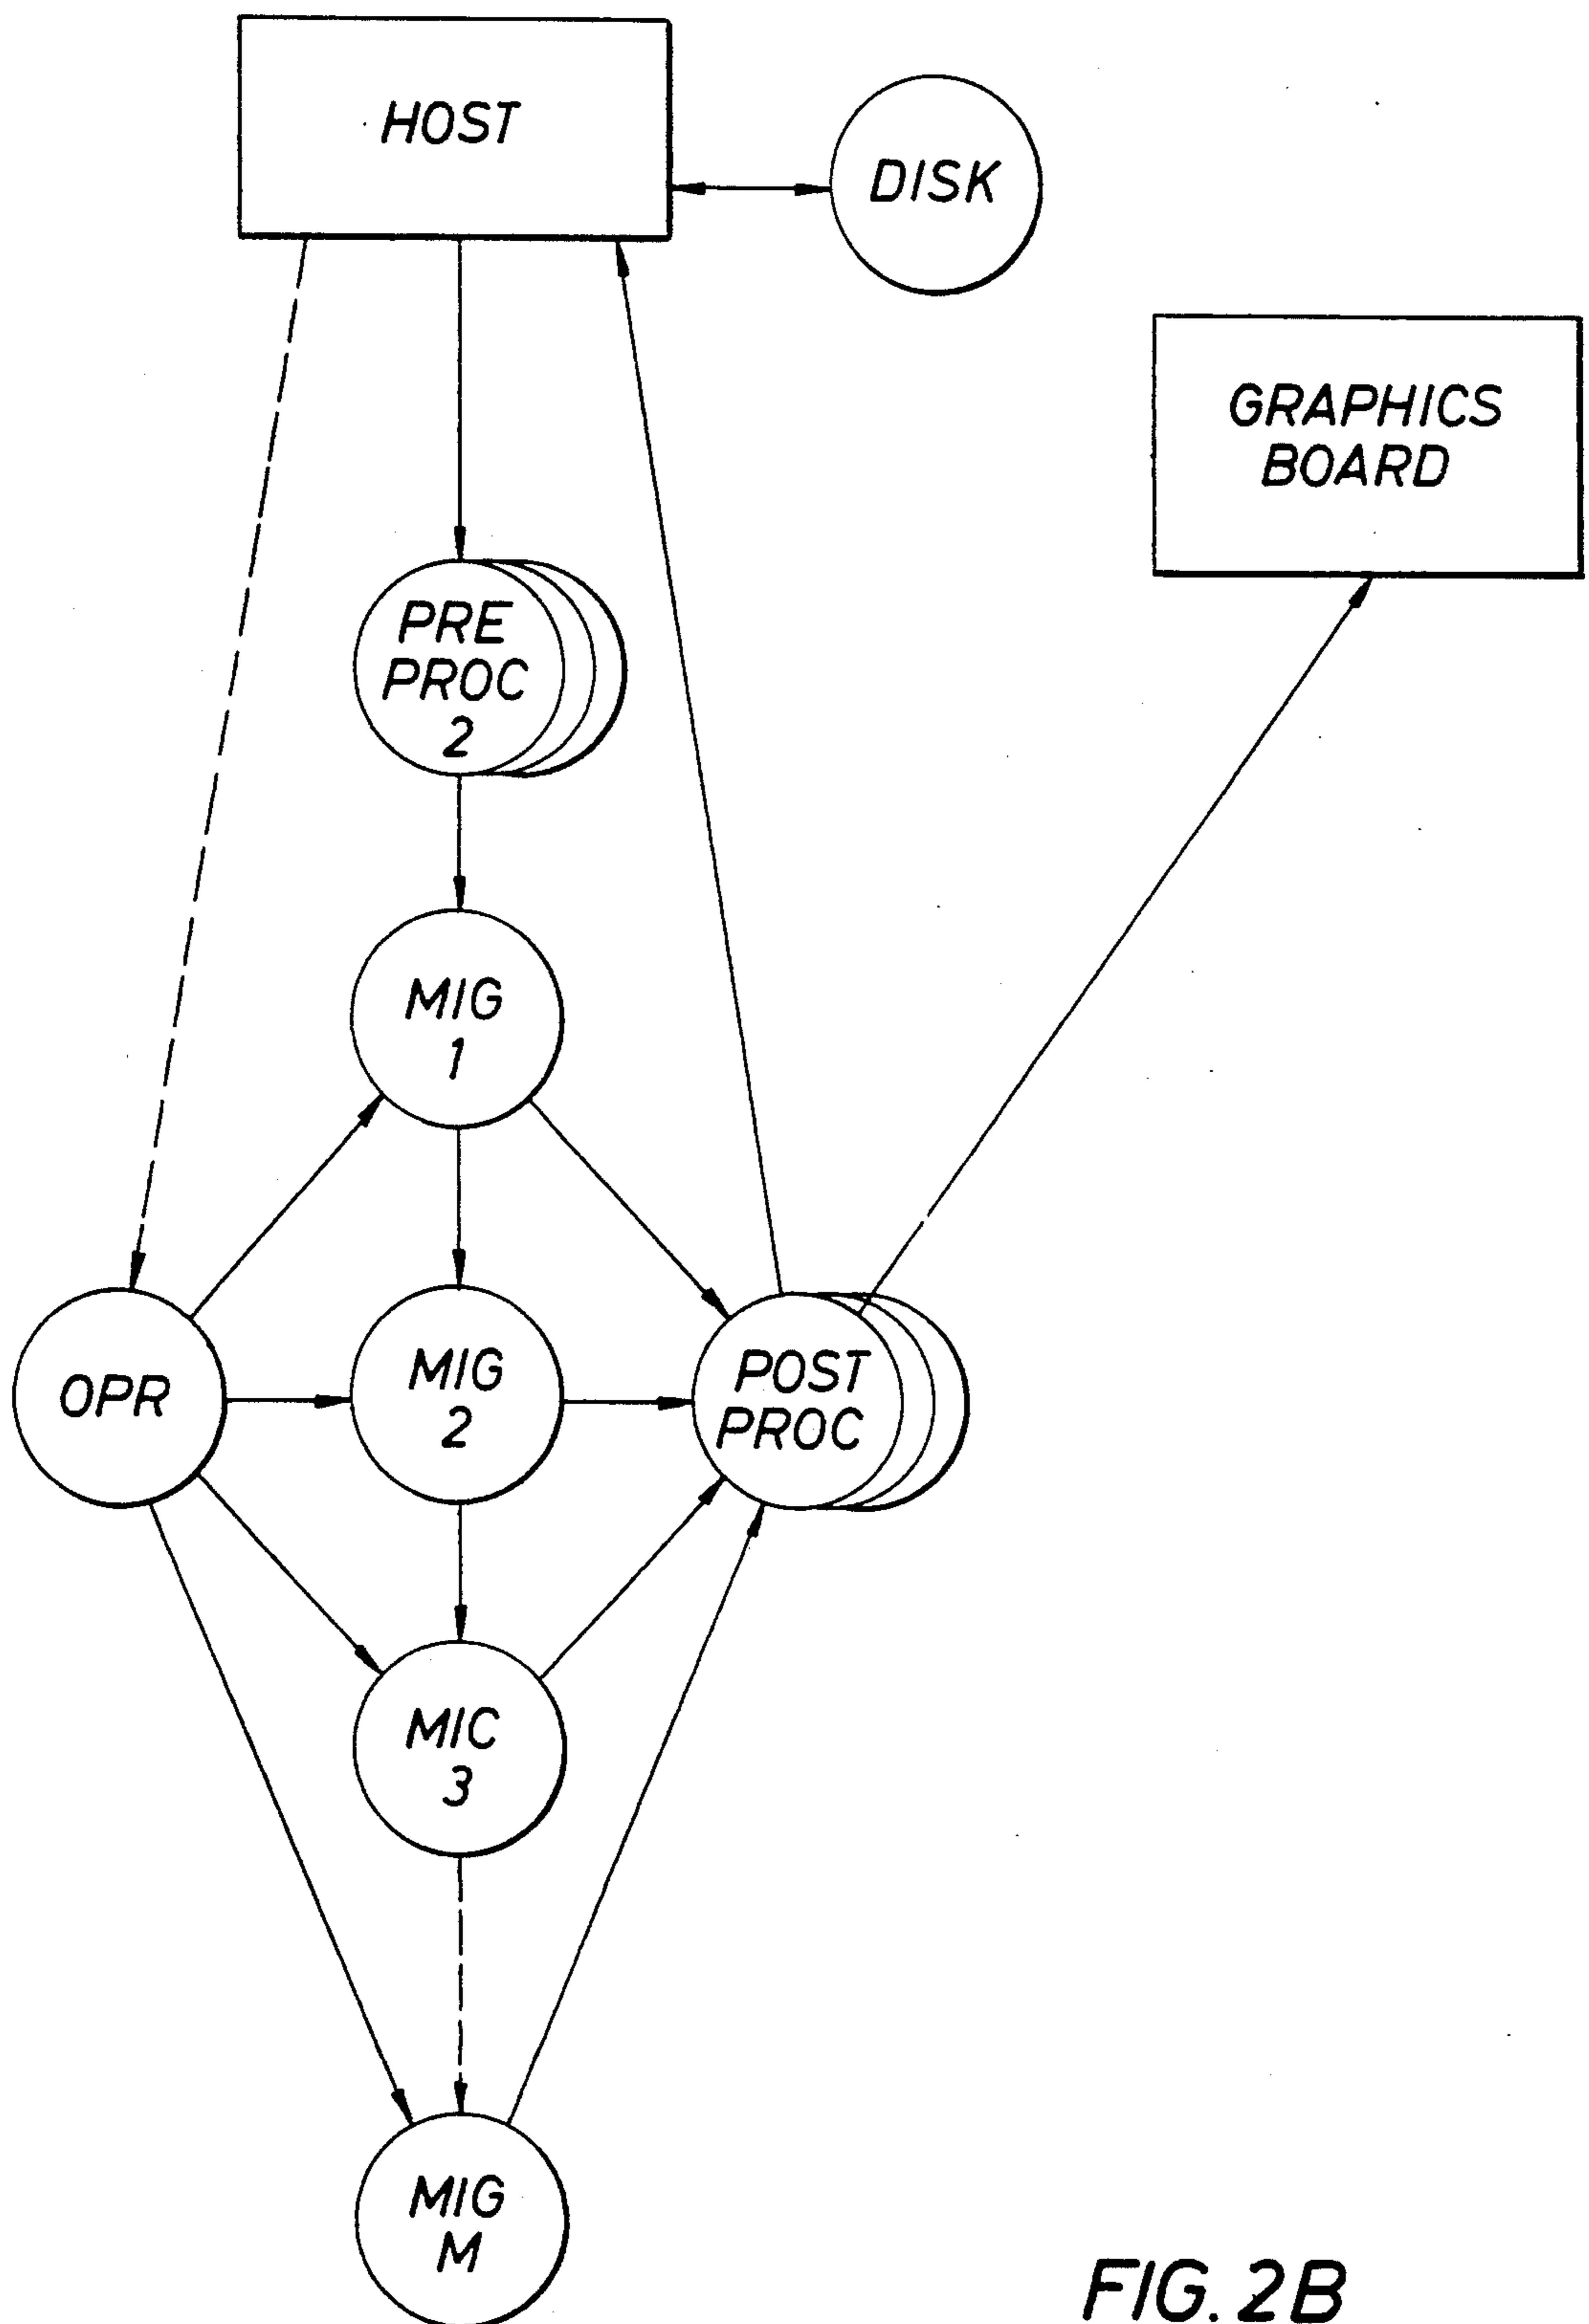 HOST
DISK
GRAPHICS
BOARD
PRE
PROC
2
MIG
1
OPR
MIG
2
POST
PROC
MIC
3
MIG
M
FIG. 2B